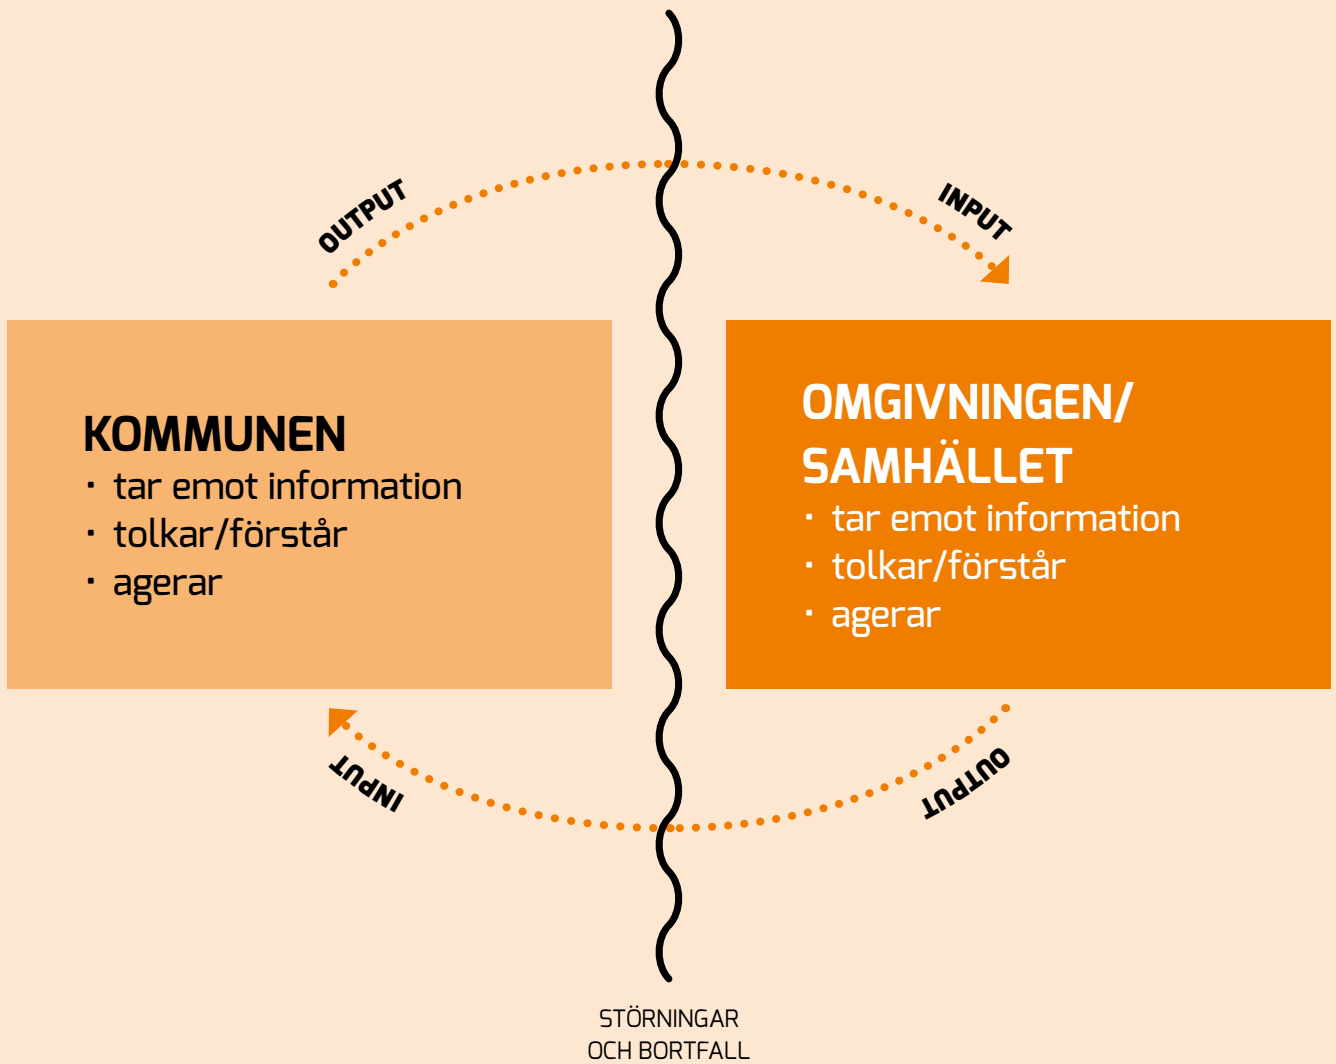 OUTPUT
INPUT
KOMMUNEN
· tar emot information
· tolkar/förstår
· agerar
OMGIVNINGEN/
SAMHÄLLET
· tar emot information
· tolkar/förstår
· agerar
INPUT
OUTPUT
STÖRNINGAR
OCH BORTFALL